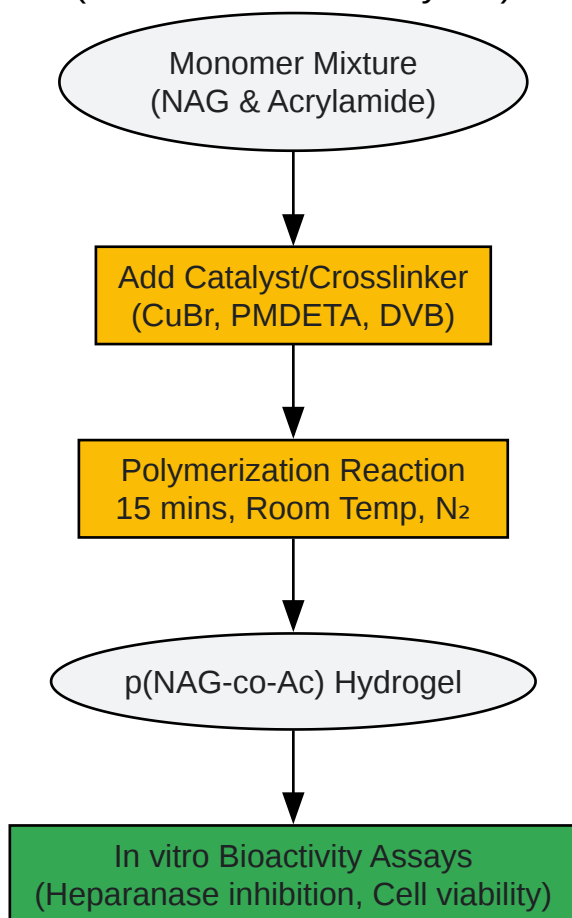 Monomer Mixture
(NAG & Acrylamide)
Add Catalyst/Crosslinker
(CuBr, PMDETA, DVB)
Polymerization Reaction
15 mins, Room Temp, N₂
p(NAG-co-Ac) Hydrogel
In vitro Bioactivity Assays
(Heparanase inhibition, Cell viability)